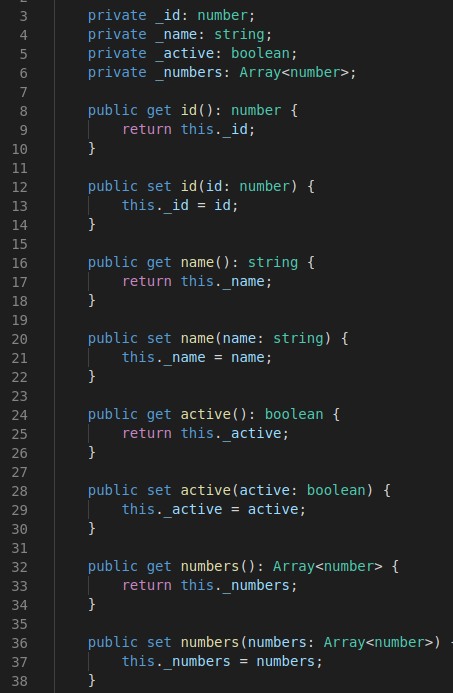 3 private _id: number;
4 private _name: string;
5 private _active: boolean;
6 private _numbers: Array<number>;
7
8 public get id(): number {
9 return this._id;
10 }
11
12 public set id(id: number) {
13 this._id = id;
14 }
15
16 public get name(): string {
17 return this._name;
18 }
19
20 public set name(name: string) {
21 this._name = name;
22 }
23
24 public get active(): boolean {
25 return this._active;
26 }
27
28 public set active(active: boolean) {
29 this._active = active;
30 }
31
32 public get numbers(): Array<number> {
33 return this._numbers;
34 }
35
36 public set numbers(numbers: Array<number>)
37 this._numbers = numbers;
38 }